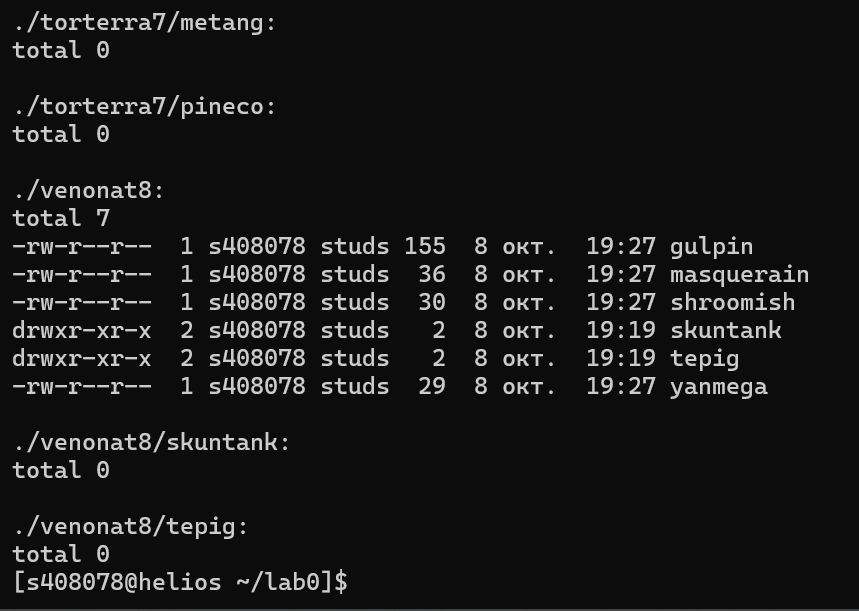 ./torterra7/metang:
total 0
./torterra7/pineco:
total 0
./venonat8:
total 7
-rw-r--r--  1 s408078 studs 155  8 окт.  19:27 gulpin
-rw-r--r--  1 s408078 studs  36  8 окт.  19:27 masquerain
-rw-r--r--  1 s408078 studs  30  8 окт.  19:27 shroomish
drwxr-xr-x  2 s408078 studs   2  8 окт.  19:19 skuntank
drwxr-xr-x  2 s408078 studs   2  8 окт.  19:19 tepig
-rw-r--r--  1 s408078 studs  29  8 окт.  19:27 yanmega
./venonat8/skuntank:
total 0
./venonat8/tepig:
total 0
[s408078@helios ~/lab0]$